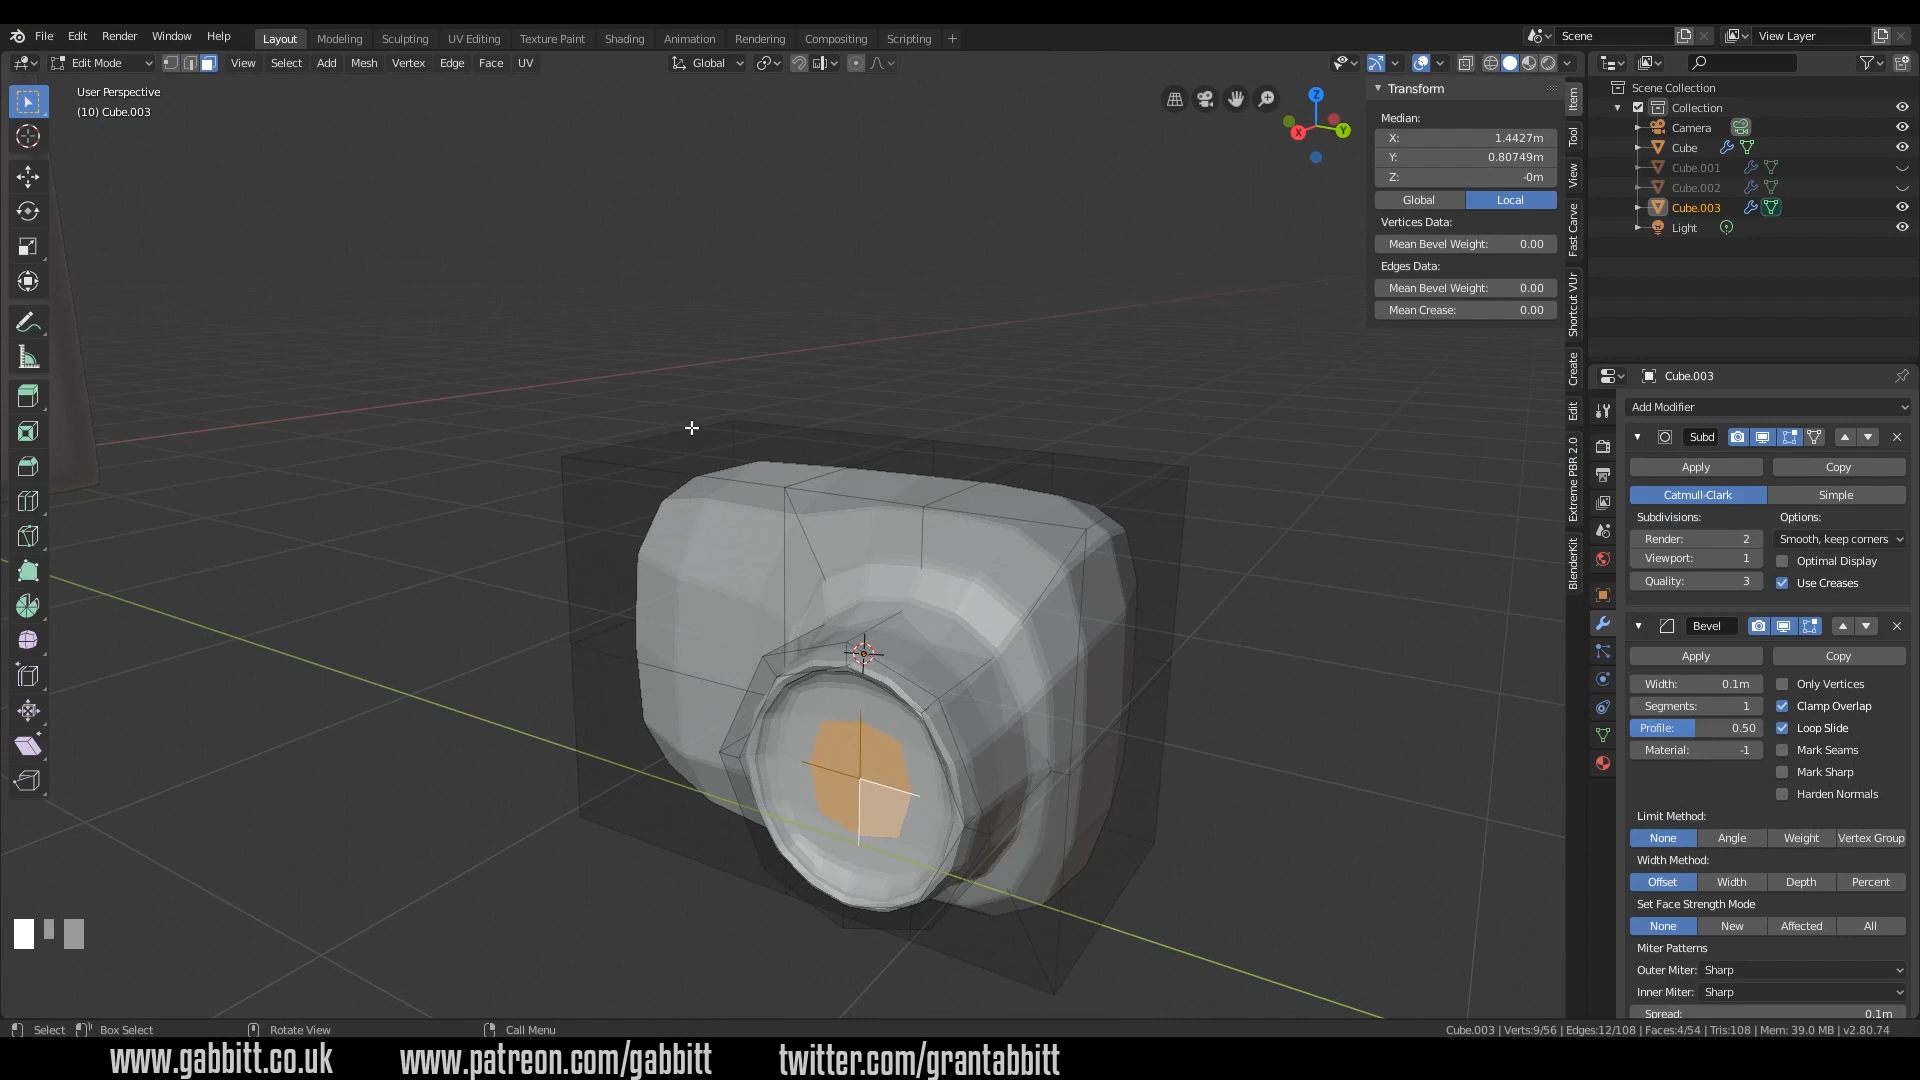 File Edit Render Window Help Layout Modeling Sculpting UV Editing Texture Paint Shading Animation Rendering Compositing Scripting + Scene View Layer
Edit Mode View Select Add Mesh Vertex Edge Face UV Global
User Perspective
(10) Cube.003
Transform
Median:
X: 1.4427m
Y: 0.80749m
Z: -0m
Global Local
Vertices Data:
Mean Bevel Weight: 0.00
Edges Data:
Mean Bevel Weight: 0.00
Mean Crease: 0.00
Item
Tool
View
Fast Carve
Shortcut VUr
Create
Edit
Extreme PBR 2.0
BlenderKit
Z
Y
X
Scene Collection
Collection
Camera
Cube
Cube.001
Cube.002
Cube.003
Light
Cube.003
Add Modifier
Subd
Apply Copy
Catmull-Clark Simple
Subdivisions: Options:
Render: 2 Smooth, keep corners
Viewport: 1 Optimal Display
Quality: 3 Use Creases
Bevel
Apply Copy
Width: 0.1m Only Vertices
Segments: 1 Clamp Overlap
Profile: 0.50 Loop Slide
Material: -1 Mark Seams
Mark Sharp
Harden Normals
Limit Method:
None Angle Weight Vertex Group
Width Method:
Offset Width Depth Percent
Set Face Strength Mode
None New Affected All
Miter Patterns
Outer Miter: Sharp
Inner Miter: Sharp
Spread: 0.1m
Select Box Select Rotate View Call Menu Cube.003 | Verts:9/56 | Edges:12/108 | Faces:4/54 | Tris:108 | Mem: 39.0 MB | v2.80.74
www.gabbitt.co.uk www.patreon.com/gabbitt twitter.com/grantabbitt